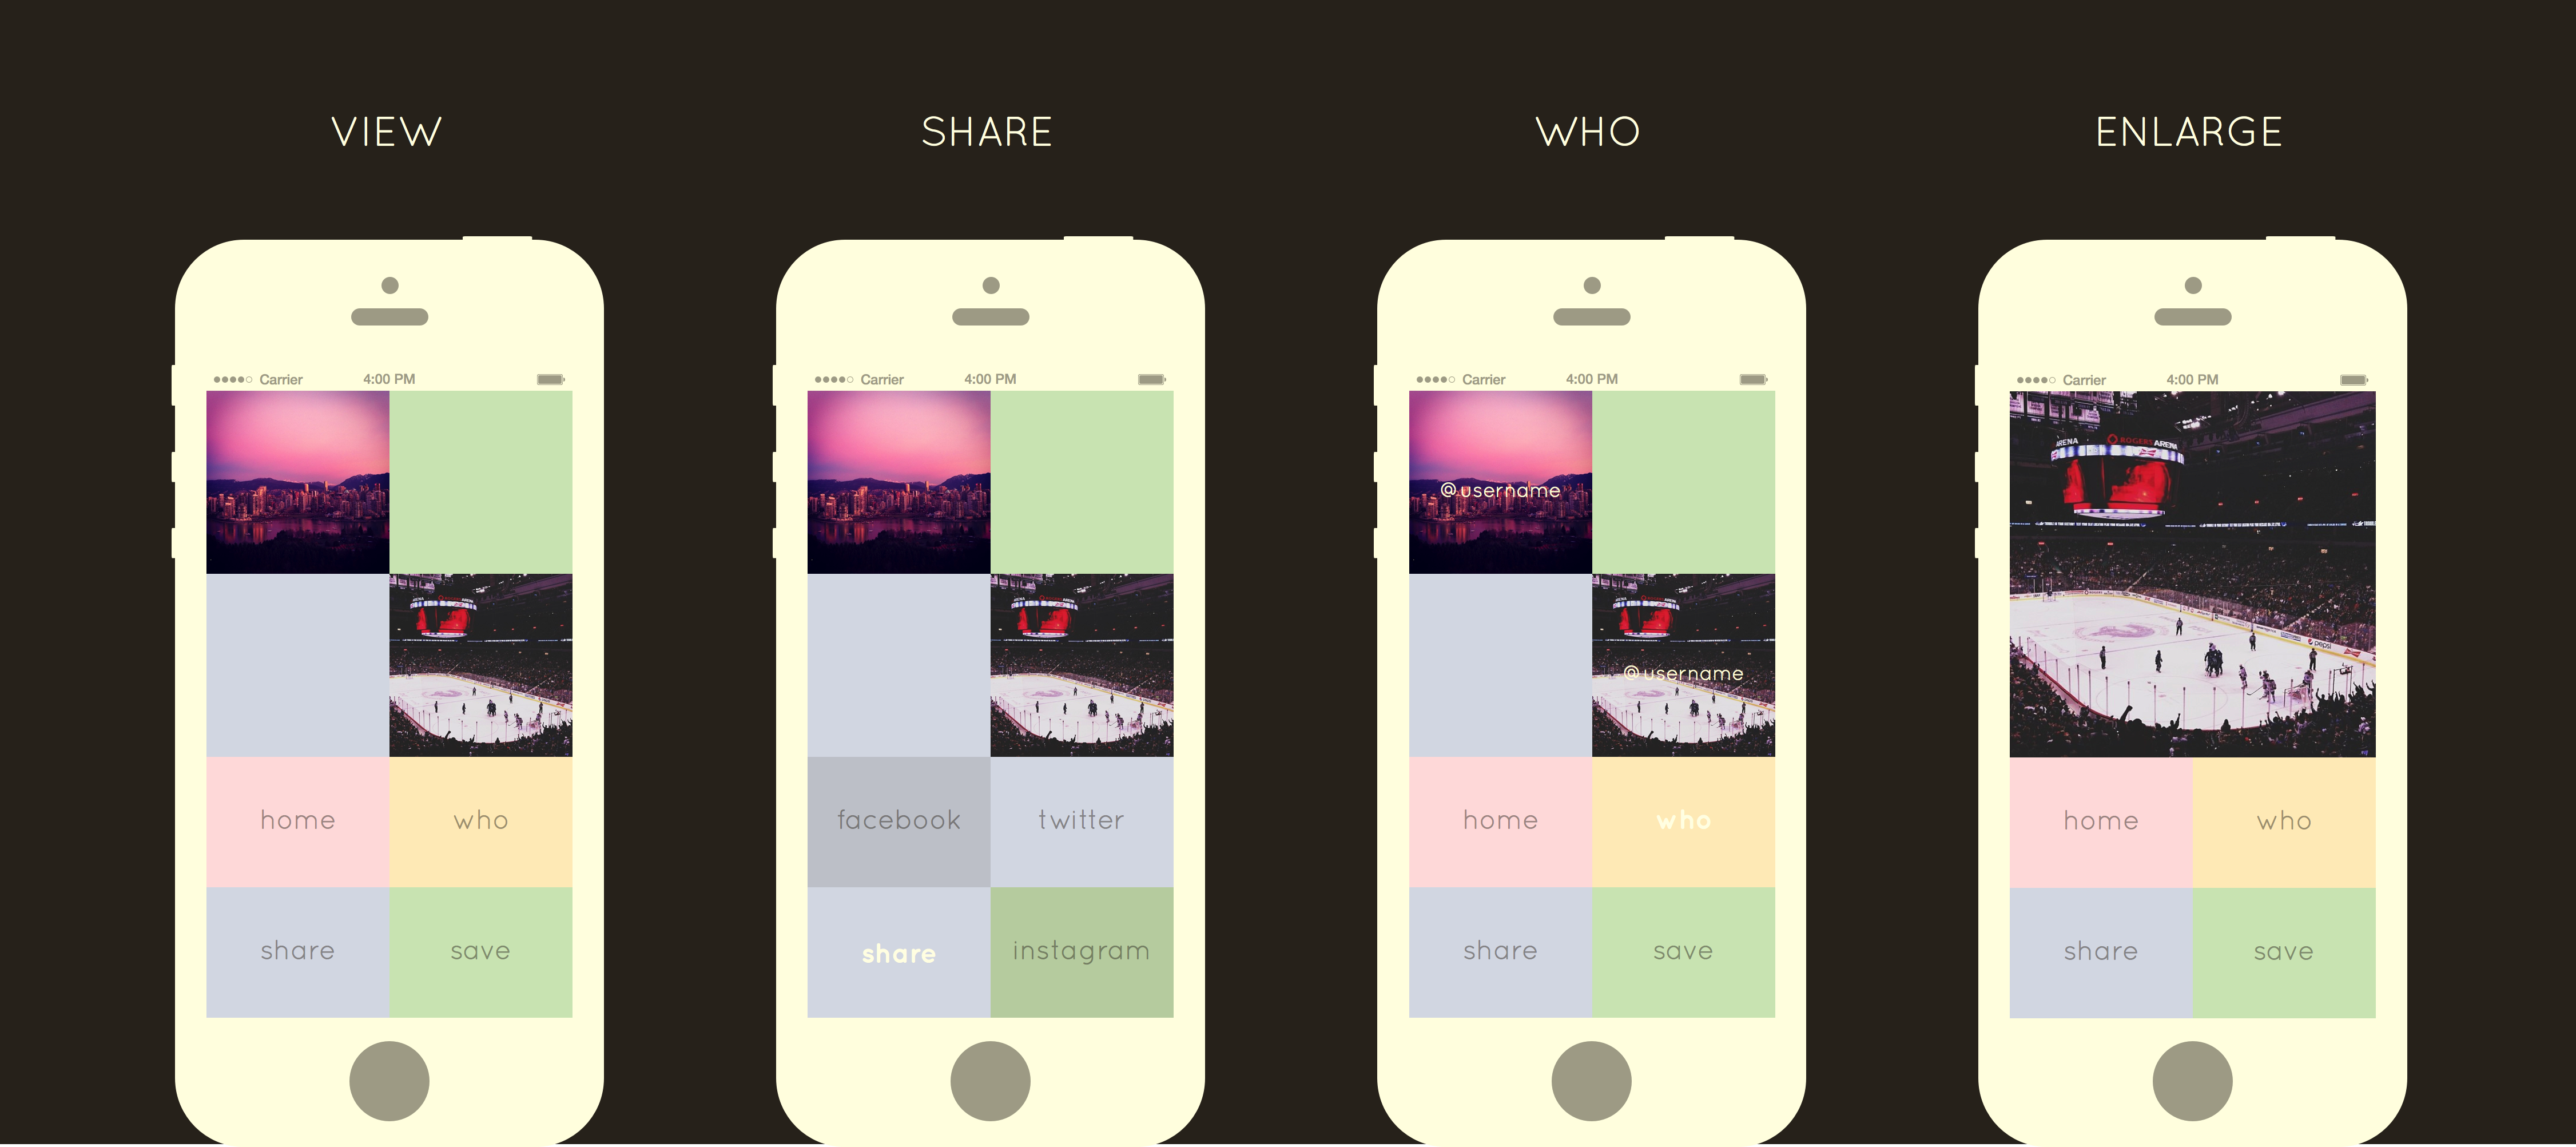 VIEW
SHARE
WHO
ENLARGE
Carrier 4:00 PM
home who
share save
Carrier 4:00 PM
facebook twitter
share instagram
Carrier 4:00 PM
@username
@username
home who
share save
Carrier 4:00 PM
ARENA ROGERS ARENA
pepsi
home who
share save